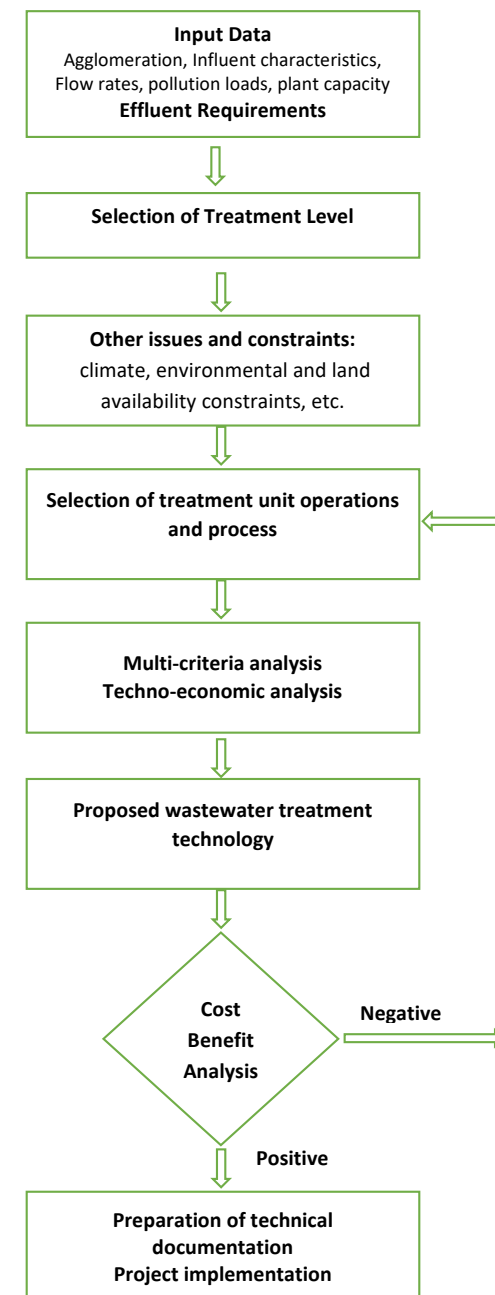 Input Data
Agglomeration, Influent characteristics,
Flow rates, pollution loads, plant capacity
Effluent Requirements
Selection of Treatment Level
Other issues and constraints:
climate, environmental and land
availability constraints, etc.
Selection of treatment unit operations
and process
Multi-criteria analysis
Techno-economic analysis
Proposed wastewater treatment
technology
Cost
Benefit
Analysis
Negative
Positive
Preparation of technical
documentation
Project implementation